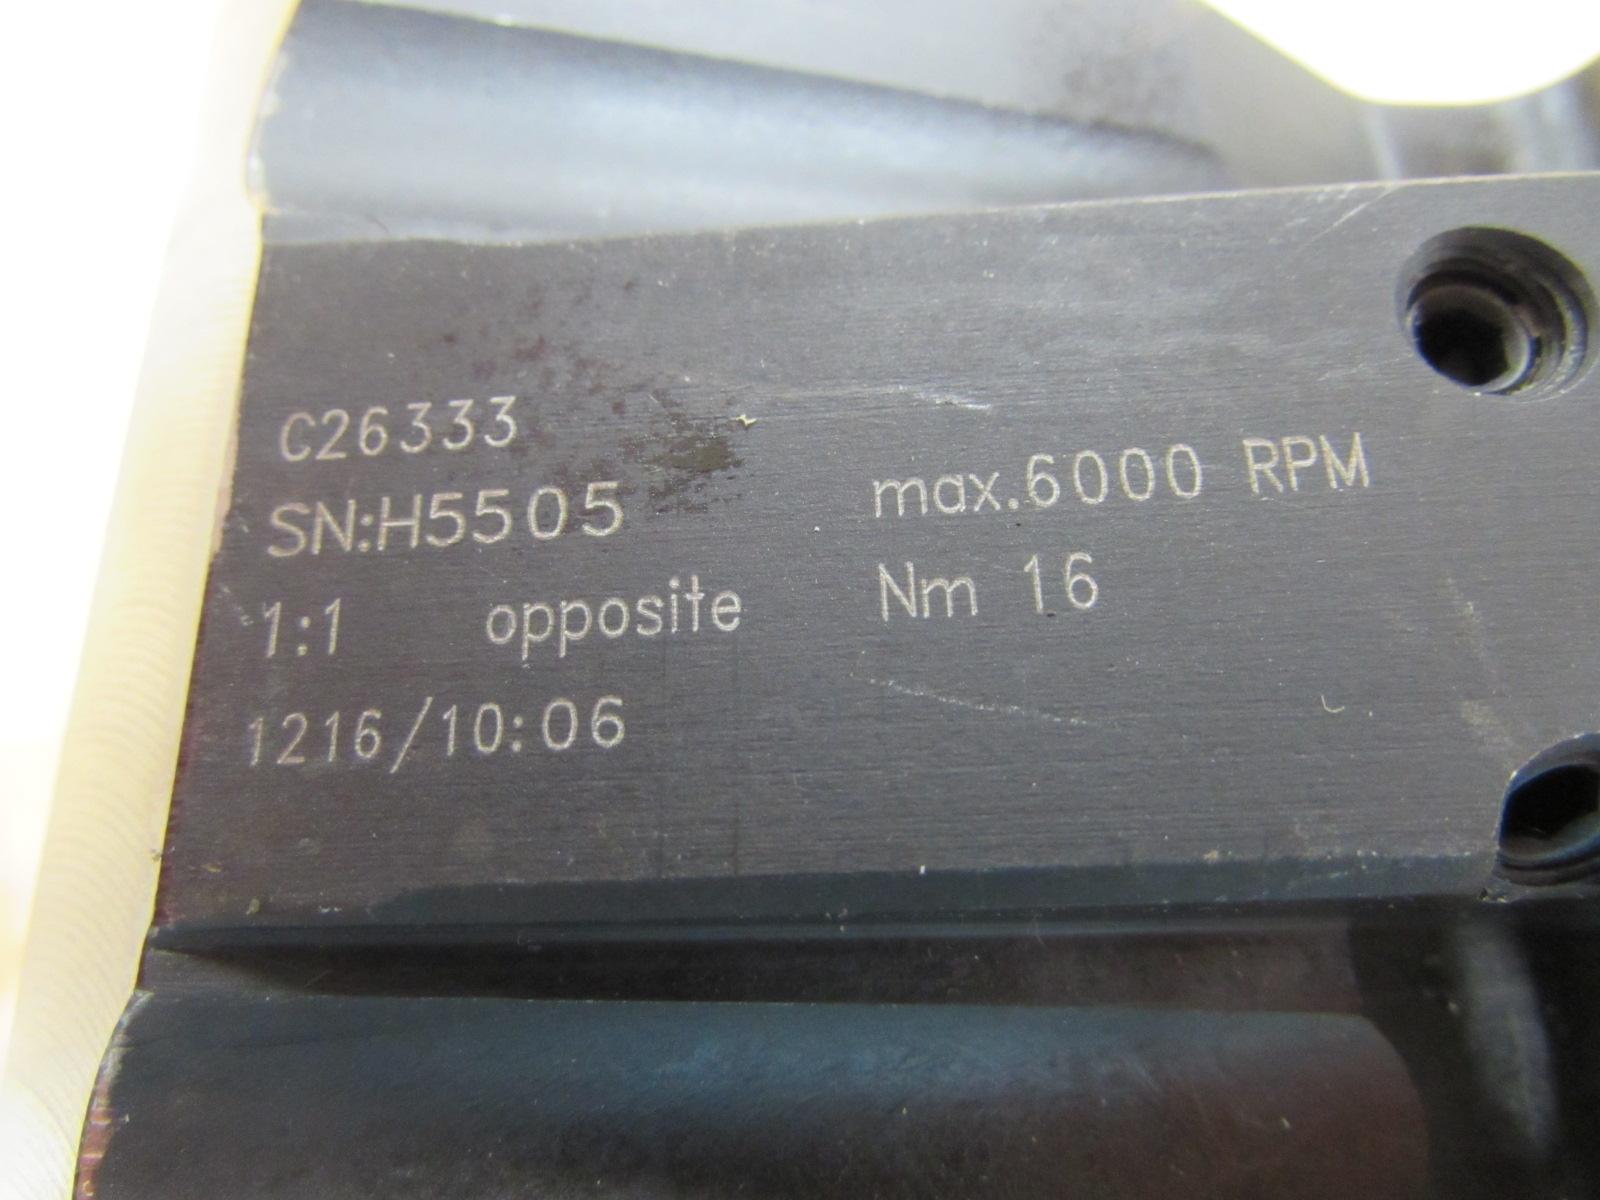 C26333
SN:H5505
1:1 opposite
1216/10:06
max.6000 RPM
Nm 16